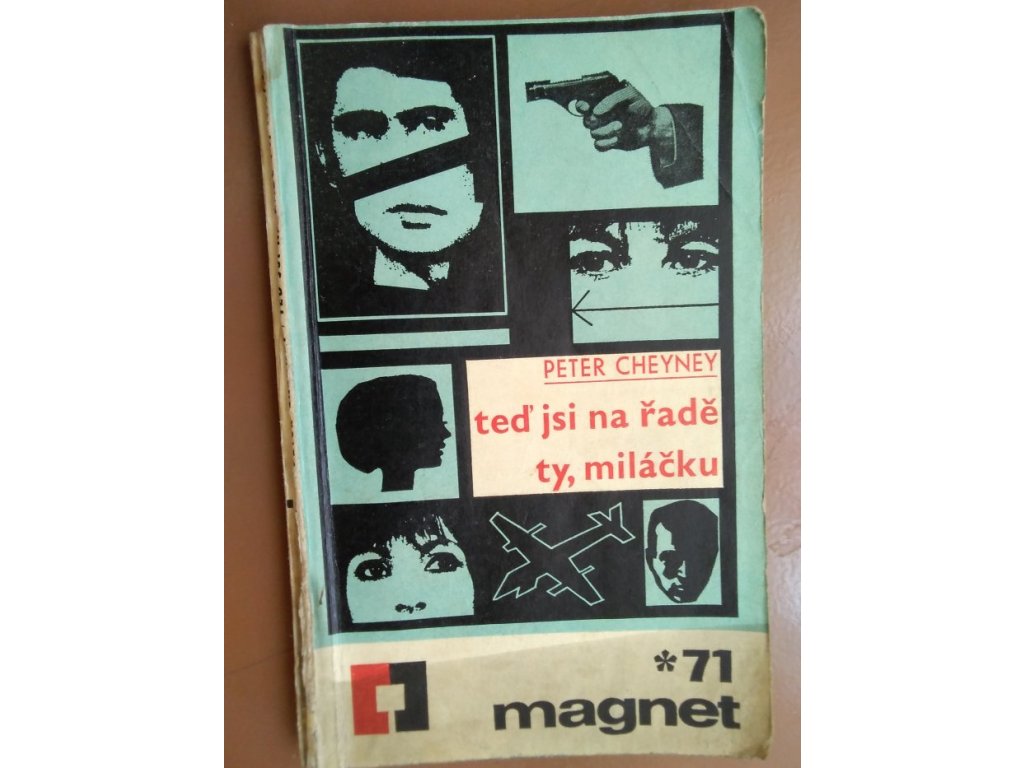 PETER CHEYNEY
teď jsi na řadě
ty, miláčku
*71
magnet